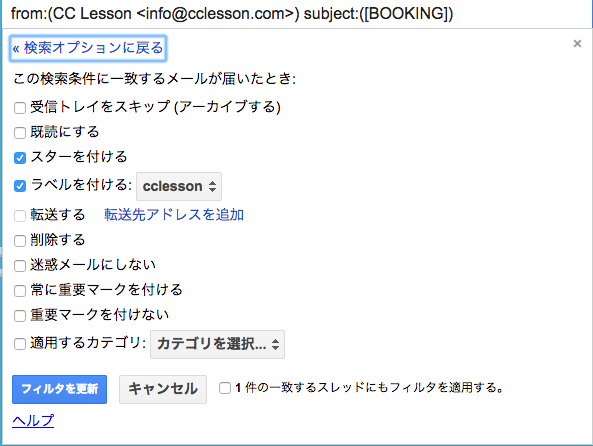 from:(CC Lesson <info@cclesson.com>) subject:([BOOKING])
« 検索オプションに戻る ×
この検索条件に一致するメールが届いたとき:
受信トレイをスキップ (アーカイブする)
既読にする
スターを付ける
ラベルを付ける: cclesson
転送する 転送先アドレスを追加
削除する
迷惑メールにしない
常に重要マークを付ける
重要マークを付けない
適用するカテゴリ: カテゴリを選択...
フィルタを更新 キャンセル 1 件の一致するスレッドにもフィルタを適用する。
ヘルプ